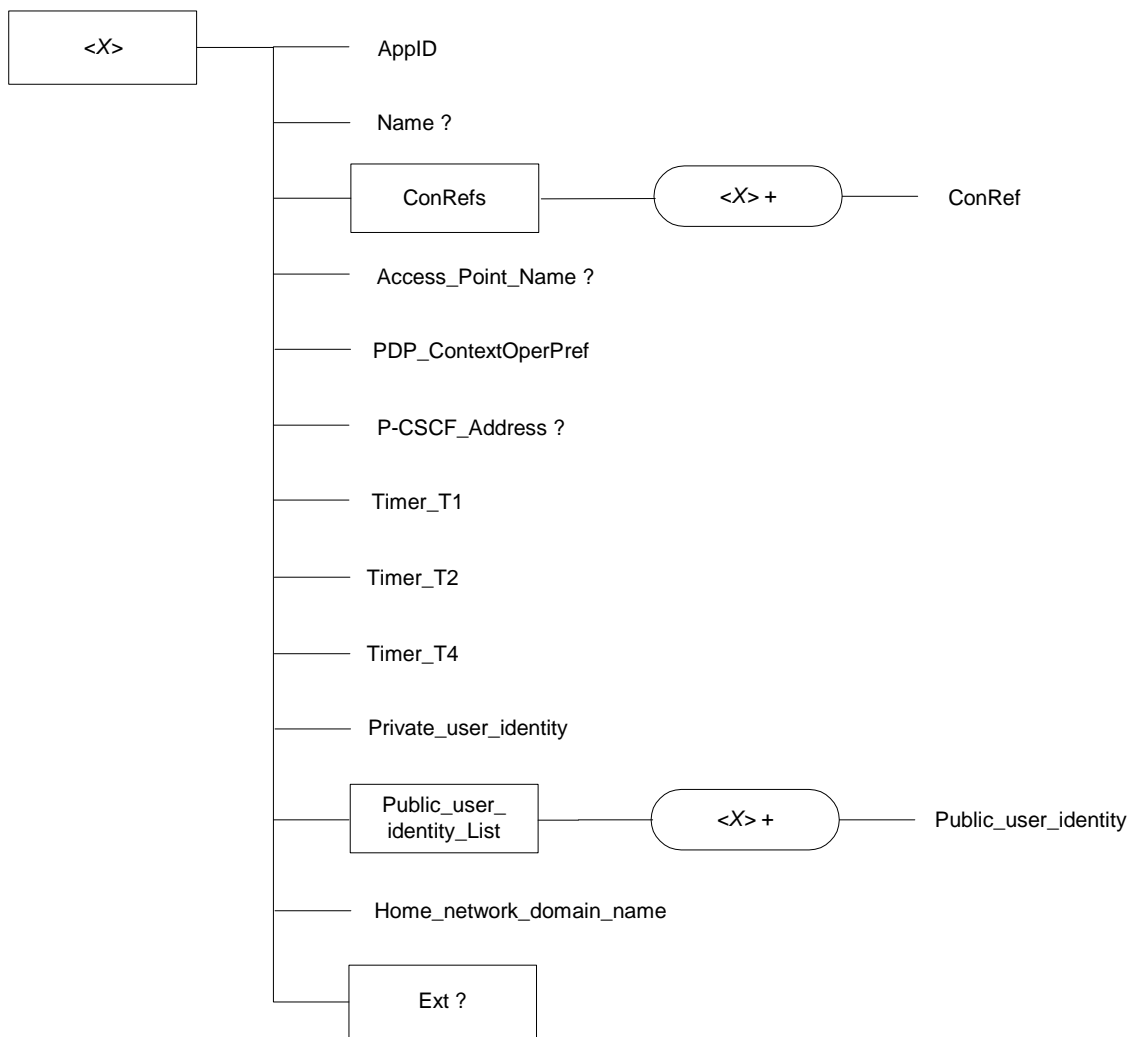 <X>
AppID
Name ?
ConRefs
<X> +
ConRef
Access_Point_Name ?
PDP_ContextOperPref
P-CSCF_Address ?
Timer_T1
Timer_T2
Timer_T4
Private_user_identity
Public_user_
identity_List
<X> +
Public_user_identity
Home_network_domain_name
Ext ?